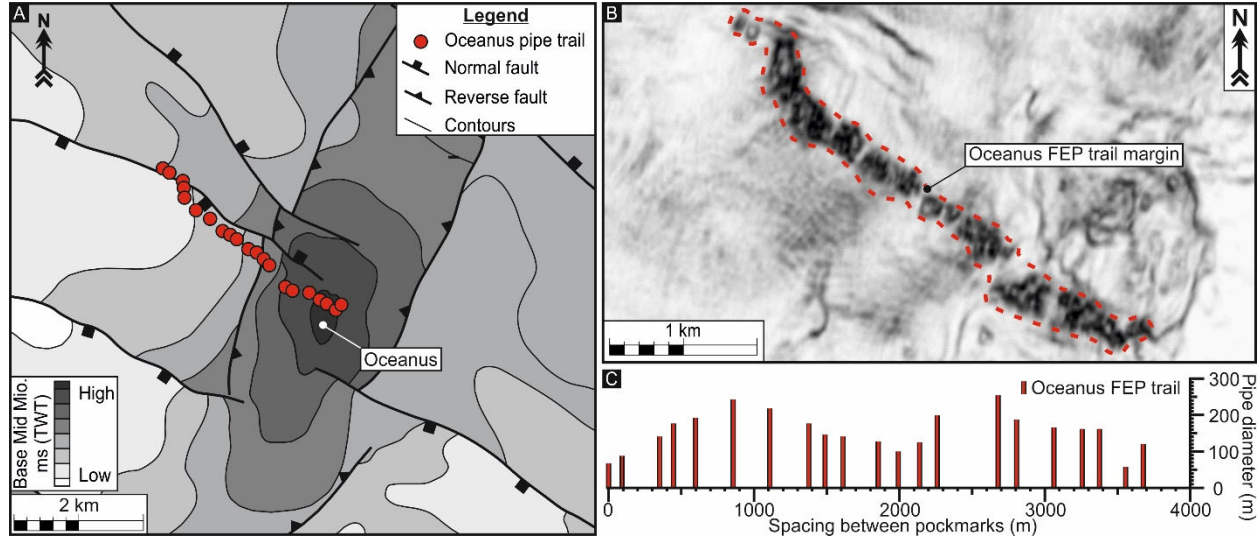 A
N
Legend
Oceanus pipe trail
Normal fault
Reverse fault
Contours
Oceanus
Base Mid Mio.
ms (TWT)
High
Low
2 km
B
N
Oceanus FEP trail margin
1 km
C
Oceanus FEP trail
300
200
100
0
Pipe diameter (m)
0
1000
2000
3000
4000
Spacing between pockmarks (m)